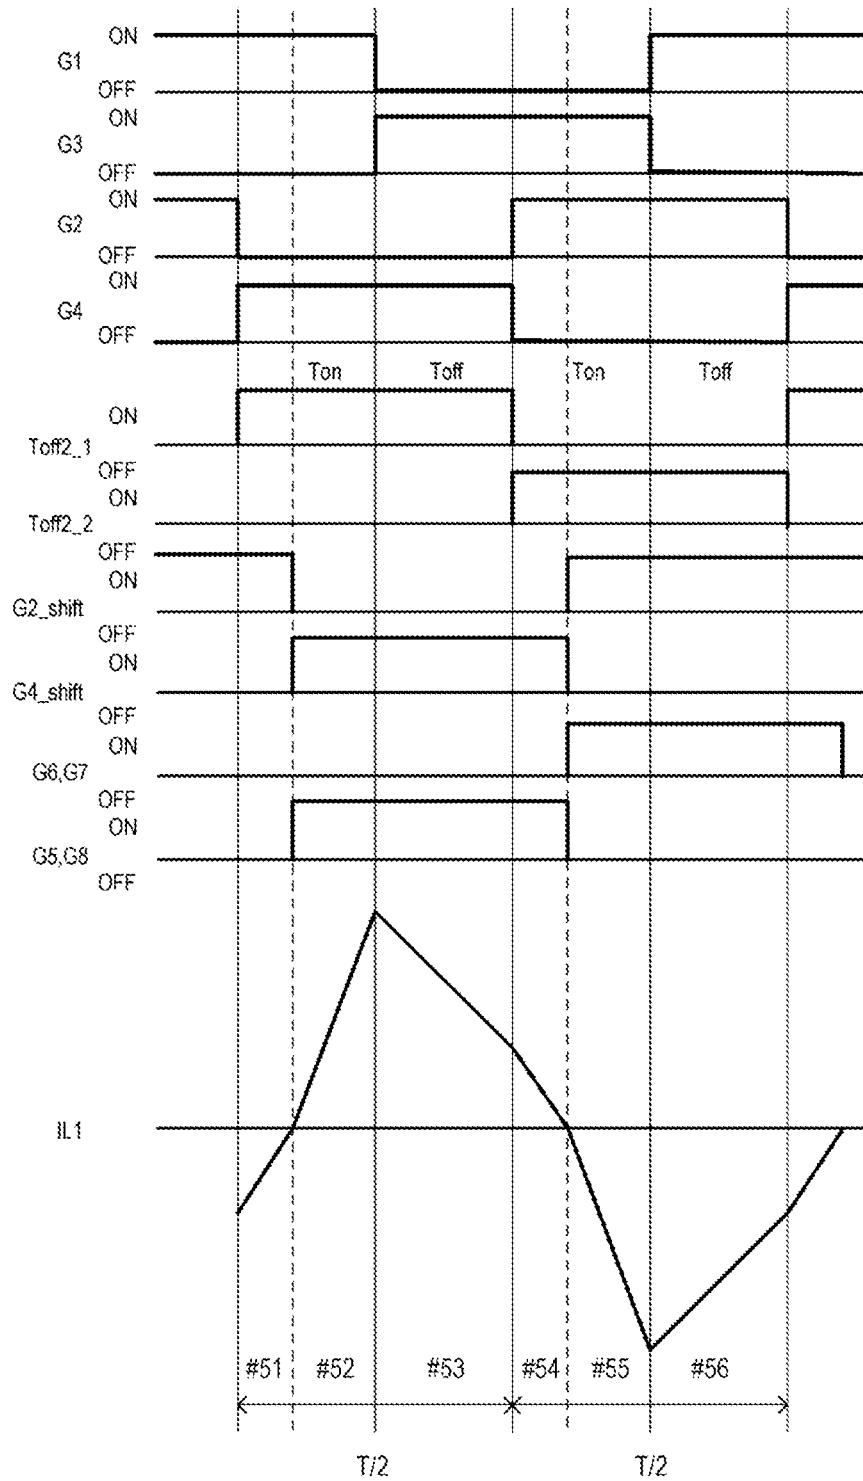 ON
G1
OFF
ON
G3
OFF
ON
G2
OFF
ON
G4
OFF
Ton Toff Ton Toff
ON
Toff2_1
OFF
ON
Toff2_2
OFF
ON
G2_shift
OFF
ON
G4_shift
OFF
ON
G6,G7
OFF
ON
G5,G8
OFF
IL1
#51 #52 #53 #54 #55 #56
T/2 T/2